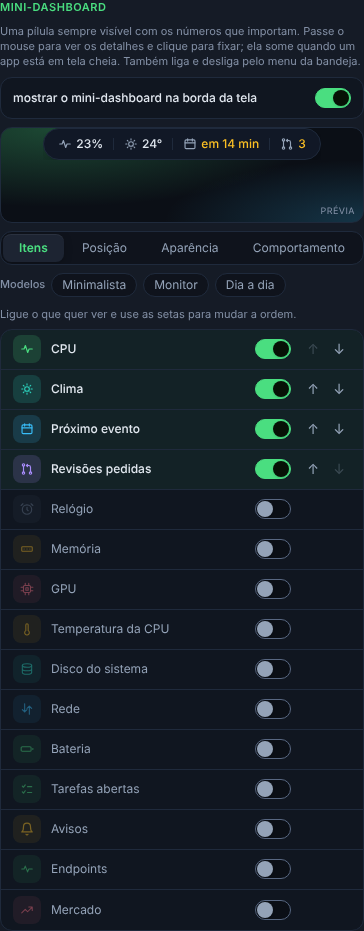 MINI-DASHBOARD
Uma pílula sempre visível com os números que importam. Passe o
mouse para ver os detalhes e clique para fixar; ela some quando um
app está em tela cheia. Também liga e desliga pelo menu da bandeja.
mostrar o mini-dashboard na borda da tela
23% 24° em 14 min 3
PRÉVIA
Itens Posição Aparência Comportamento
Modelos Minimalista Monitor Dia a dia
Ligue o que quer ver e use as setas para mudar a ordem.
CPU
Clima
Próximo evento
Revisões pedidas
Relógio
Memória
GPU
Temperatura da CPU
Disco do sistema
Rede
Bateria
Tarefas abertas
Avisos
Endpoints
Mercado